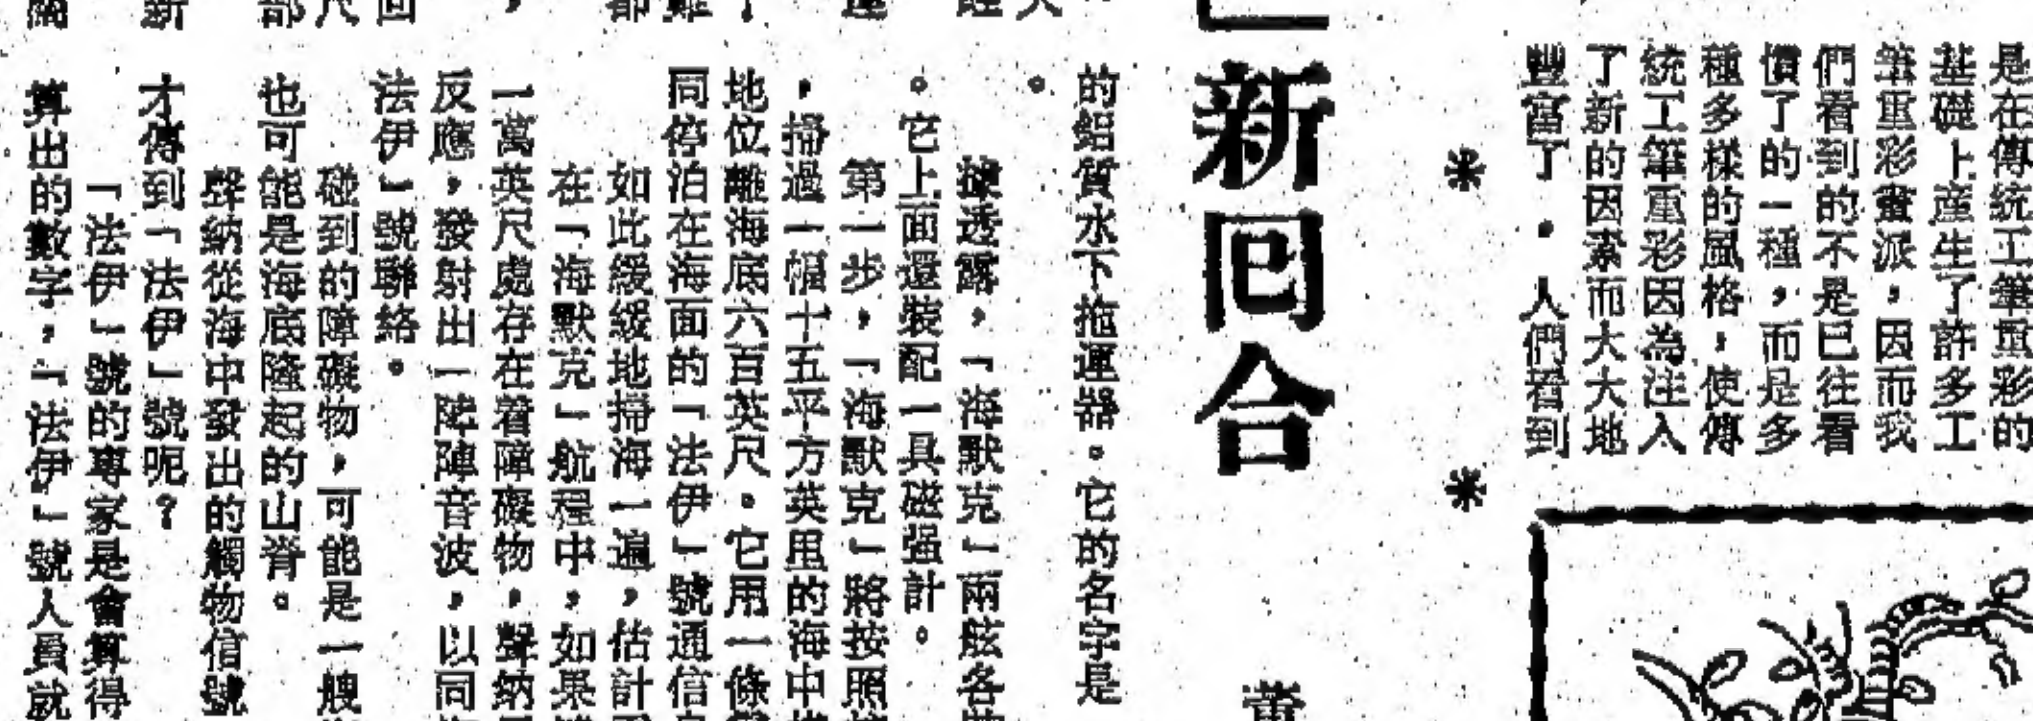 是在傳統工筆重彩的
基礎上產生了許多工
筆重彩畫派，因而我
們看到的不是已往看
慣了的一種，而是多
種多樣的風格，使傳
統工筆重彩因為注入
了新的因素而大大地
豐富了．人們看到
新回合
的鋁質水下拖運器。它的名字是
。
據透露，「海默克」兩舷各
。它上面還裝配一具磁强計。
第一步，「海默克」將按照
，掃過一幅十五平方英里的海中
地位離海底六百英尺。它用一條
同停泊在海面的「法伊」號通信
如此緩緩地掃海一遍，估計
在「海默克」航程中，如果
一萬英尺處存在着障礙物，聲納
反應，發射出一陣陣音波，以同
法伊」號聯絡。
碰到的障礙物，可能是一艘
也可能是海底隆起的山脊。
聲納從海中發出的觸物信號
才傳到「法伊」號呢？
「法伊」號的專家是會算得
算出的數字，「法伊」號人員就